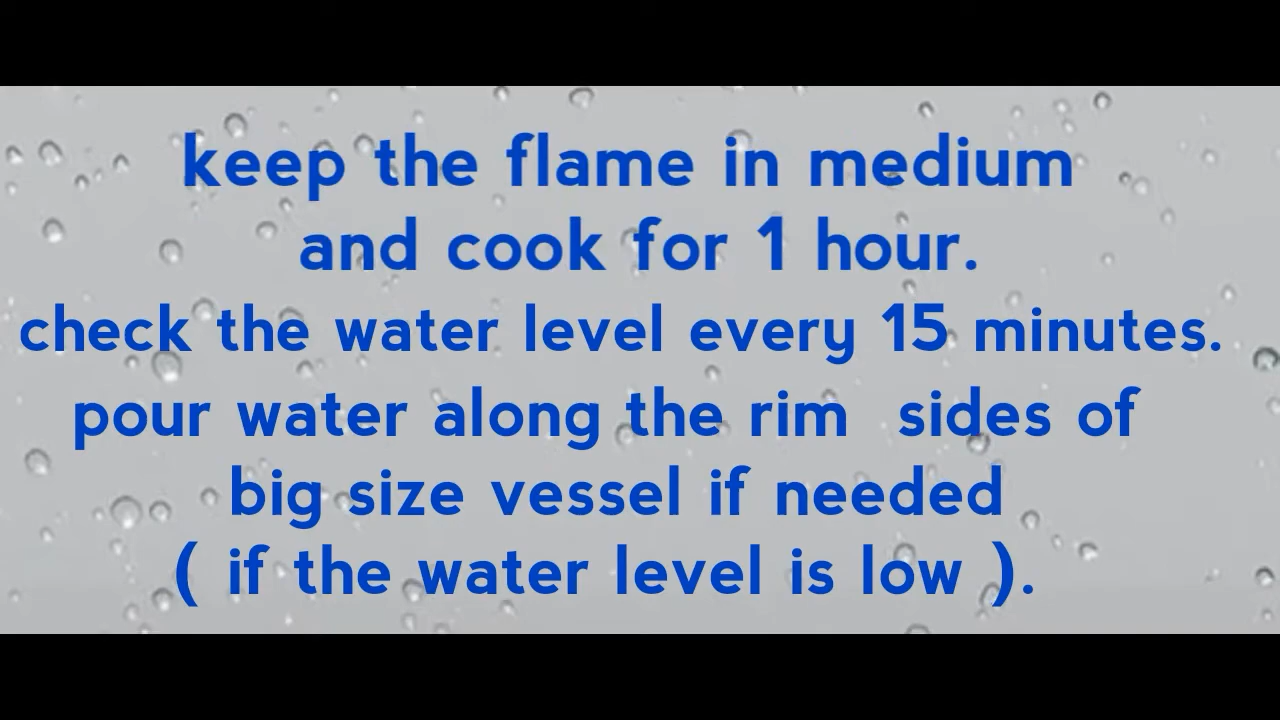 keep the flame in medium
and cook for 1 hour.
check the water level every 15 minutes.
pour water along the rim sides of
big size vessel if needed
( if the water level is low ).